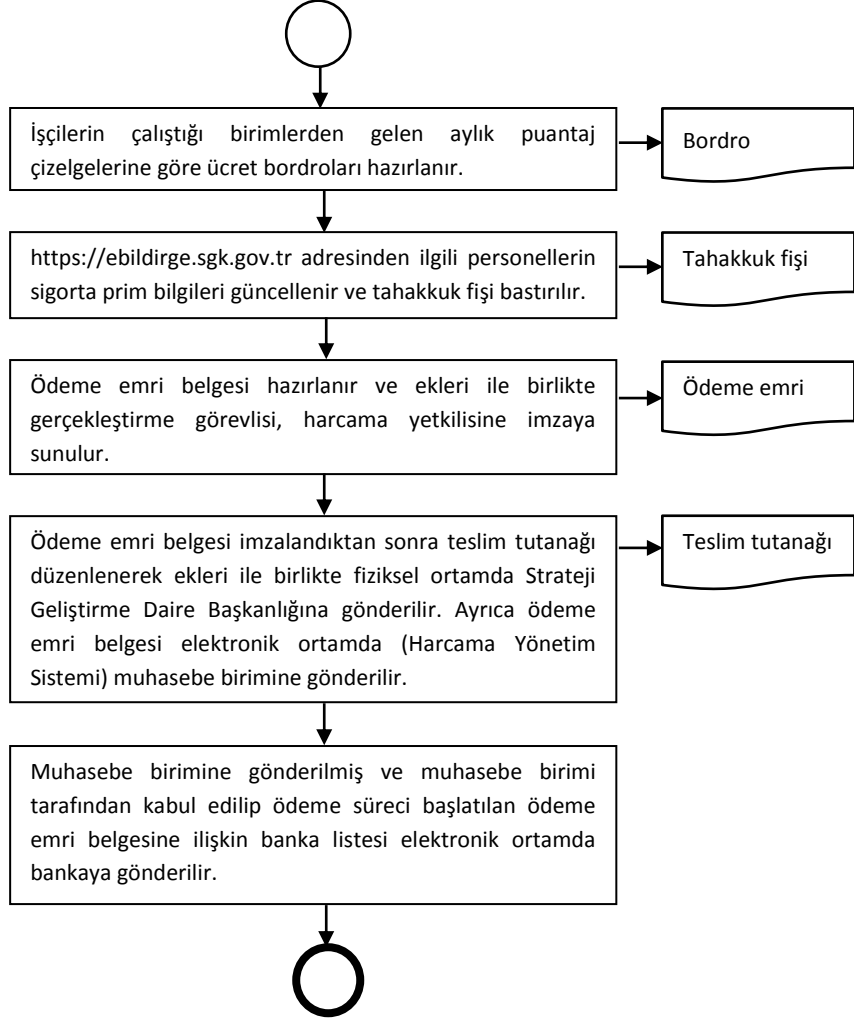 İşçilerin çalıştığı birimlerden gelen aylık puantaj
çizelgelerine göre ücret bordroları hazırlanır.
Bordro
https://ebildirge.sgk.gov.tr adresinden ilgili personellerin
sigorta prim bilgileri güncellenir ve tahakkuk fişi bastırılır.
Tahakkuk fişi
Ödeme emri belgesi hazırlanır ve ekleri ile birlikte
gerçekleştirme görevlisi, harcama yetkilisine imzaya
sunulur.
Ödeme emri
Ödeme emri belgesi imzalandıktan sonra teslim tutanağı
düzenlenerek ekleri ile birlikte fiziksel ortamda Strateji
Geliştirme Daire Başkanlığına gönderilir. Ayrıca ödeme
emri belgesi elektronik ortamda (Harcama Yönetim
Sistemi) muhasebe birimine gönderilir.
Teslim tutanağı
Muhasebe birimine gönderilmiş ve muhasebe birimi
tarafından kabul edilip ödeme süreci başlatılan ödeme
emri belgesine ilişkin banka listesi elektronik ortamda
bankaya gönderilir.